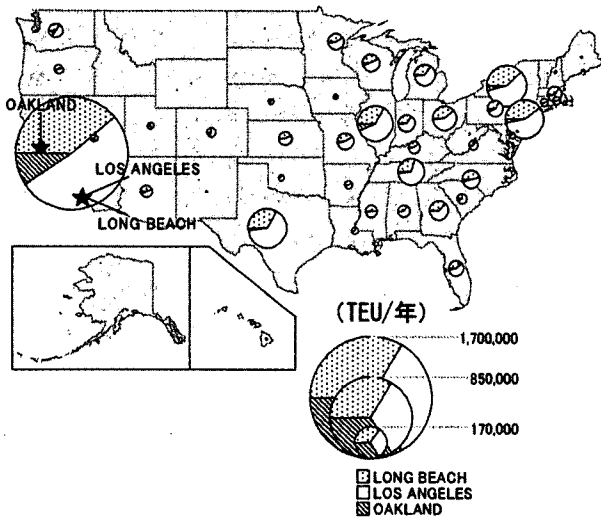 OAKLAND
LOS ANGELES
LONG BEACH
(TEU/年)
1,700,000
850,000
170,000
LONG BEACH
LOS ANGELES
OAKLAND